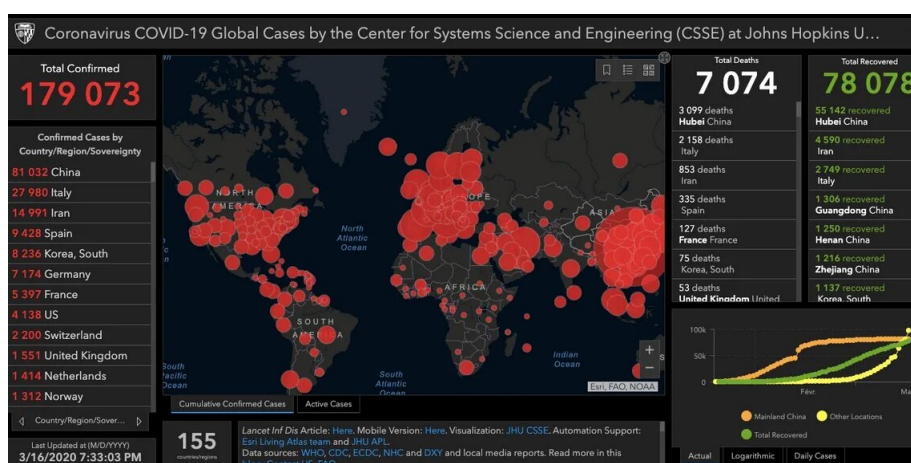 Coronavirus COVID-19 Global Cases by the Center for Systems Science and Engineering (CSSE) at Johns Hopkins U...
Total Confirmed
179 073
Confirmed Cases by
Country/Region/Sovereignty
81 032 China
27 980 Italy
14 991 Iran
9 428 Spain
8 236 Korea, South
7 174 Germany
5 397 France
4 138 US
2 200 Switzerland
1 551 United Kingdom
1 414 Netherlands
1 312 Norway
Country/Region/Sover...
Last Updated at (M/D/YYYY)
3/16/2020 7:33:03 PM
NORTH
AMERICA
North
Atlantic
Ocean
EUROPE
ASIA
AFRICA
SOUTH
AMERICA
South
Pacific
Ocean
South
Atlantic
Ocean
Indian
Ocean
Esri, FAO, NOAA
Cumulative Confirmed Cases
Active Cases
155
countries/regions
Lancet Inf Dis Article: Here. Mobile Version: Here. Visualization: JHU CSSE. Automation Support:
Esri Living Atlas team and JHU APL.
Data sources: WHO, CDC, ECDC, NHC and DXY and local media reports. Read more in this
Total Deaths
7 074
3 099 deaths
Hubei China
2 158 deaths
Italy
853 deaths
Iran
335 deaths
Spain
127 deaths
France France
75 deaths
Korea, South
53 deaths
United Kingdom United
Total Recovered
78 078
55 142 recovered
Hubei China
4 590 recovered
Iran
2 749 recovered
Italy
1 306 recovered
Guangdong China
1 250 recovered
Henan China
1 216 recovered
Zhejiang China
1 137 recovered
Korea, South
100k
50k
0
Févr.
Ma
Mainland China
Other Locations
Total Recovered
Actual
Logarithmic
Daily Cases